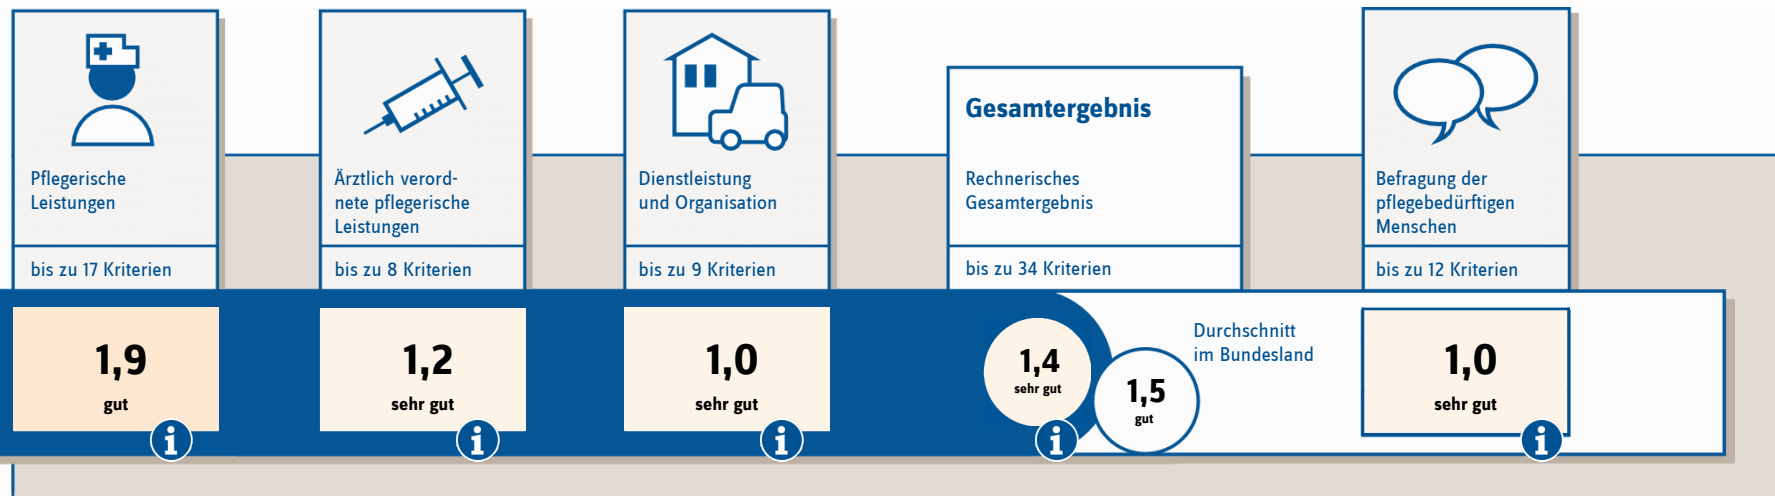 Pflegerische
Leistungen
bis zu 17 Kriterien
1,9
gut
i
Ärztlich verord-
nete pflegerische
Leistungen
bis zu 8 Kriterien
1,2
sehr gut
i
Dienstleistung
und Organisation
bis zu 9 Kriterien
1,0
sehr gut
i
Gesamtergebnis
Rechnerisches
Gesamtergebnis
bis zu 34 Kriterien
1,4
sehr gut
i
1,5
gut
Durchschnitt
im Bundesland
Befragung der
pflegebedürftigen
Menschen
bis zu 12 Kriterien
1,0
sehr gut
i